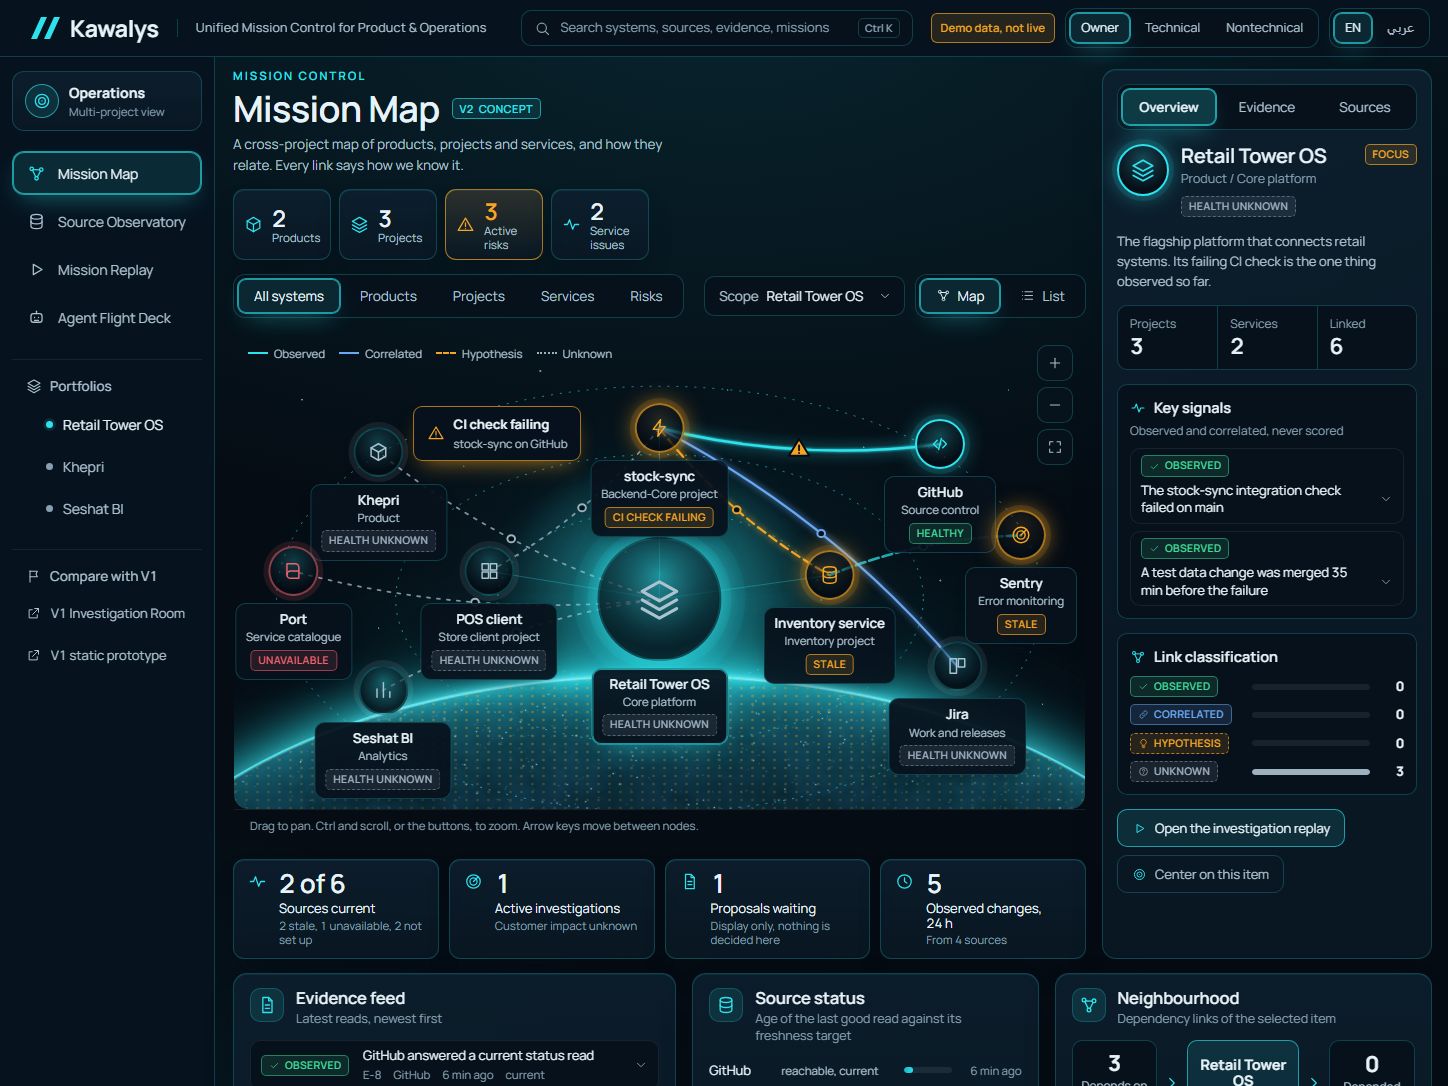 Kawalys
Unified Mission Control for Product & Operations
Search systems, sources, evidence, missions
Ctrl K
Demo data, not live
Owner
Technical
Nontechnical
EN
عربي
Operations
Multi-project view
Mission Map
Source Observatory
Mission Replay
Agent Flight Deck
Portfolios
Retail Tower OS
Khepri
Seshat BI
Compare with V1
V1 Investigation Room
V1 static prototype
MISSION CONTROL
Mission Map
V2 CONCEPT
A cross-project map of products, projects and services, and how they
relate. Every link says how we know it.
2
Products
3
Projects
3
Active
risks
2
Service
issues
All systems
Products
Projects
Services
Risks
Scope Retail Tower OS
Map
List
Observed
Correlated
Hypothesis
Unknown
CI check failing
stock-sync on GitHub
Khepri
Product
HEALTH UNKNOWN
stock-sync
Backend-Core project
CI CHECK FAILING
GitHub
Source control
HEALTHY
Sentry
Error monitoring
STALE
Port
Service catalogue
UNAVAILABLE
POS client
Store client project
HEALTH UNKNOWN
Inventory service
Inventory project
STALE
Retail Tower OS
Core platform
HEALTH UNKNOWN
Jira
Work and releases
HEALTH UNKNOWN
Seshat BI
Analytics
HEALTH UNKNOWN
Drag to pan. Ctrl and scroll, or the buttons, to zoom. Arrow keys move between nodes.
2 of 6
Sources current
2 stale, 1 unavailable, 2 not
set up
1
Active investigations
Customer impact unknown
1
Proposals waiting
Display only, nothing is
decided here
5
Observed changes,
24 h
From 4 sources
Evidence feed
Latest reads, newest first
OBSERVED
GitHub answered a current status read
E-8 GitHub 6 min ago current
Source status
Age of the last good read against its
freshness target
GitHub
reachable, current
6 min ago
Neighbourhood
Dependency links of the selected item
3
Depends on
Retail Tower
OS
0
Overview
Evidence
Sources
Retail Tower OS
FOCUS
Product / Core platform
HEALTH UNKNOWN
The flagship platform that connects retail
systems. Its failing CI check is the one thing
observed so far.
Projects
3
Services
2
Linked
6
Key signals
Observed and correlated, never scored
OBSERVED
The stock-sync integration check
failed on main
OBSERVED
A test data change was merged 35
min before the failure
Link classification
OBSERVED
0
CORRELATED
0
HYPOTHESIS
0
UNKNOWN
3
Open the investigation replay
Center on this item